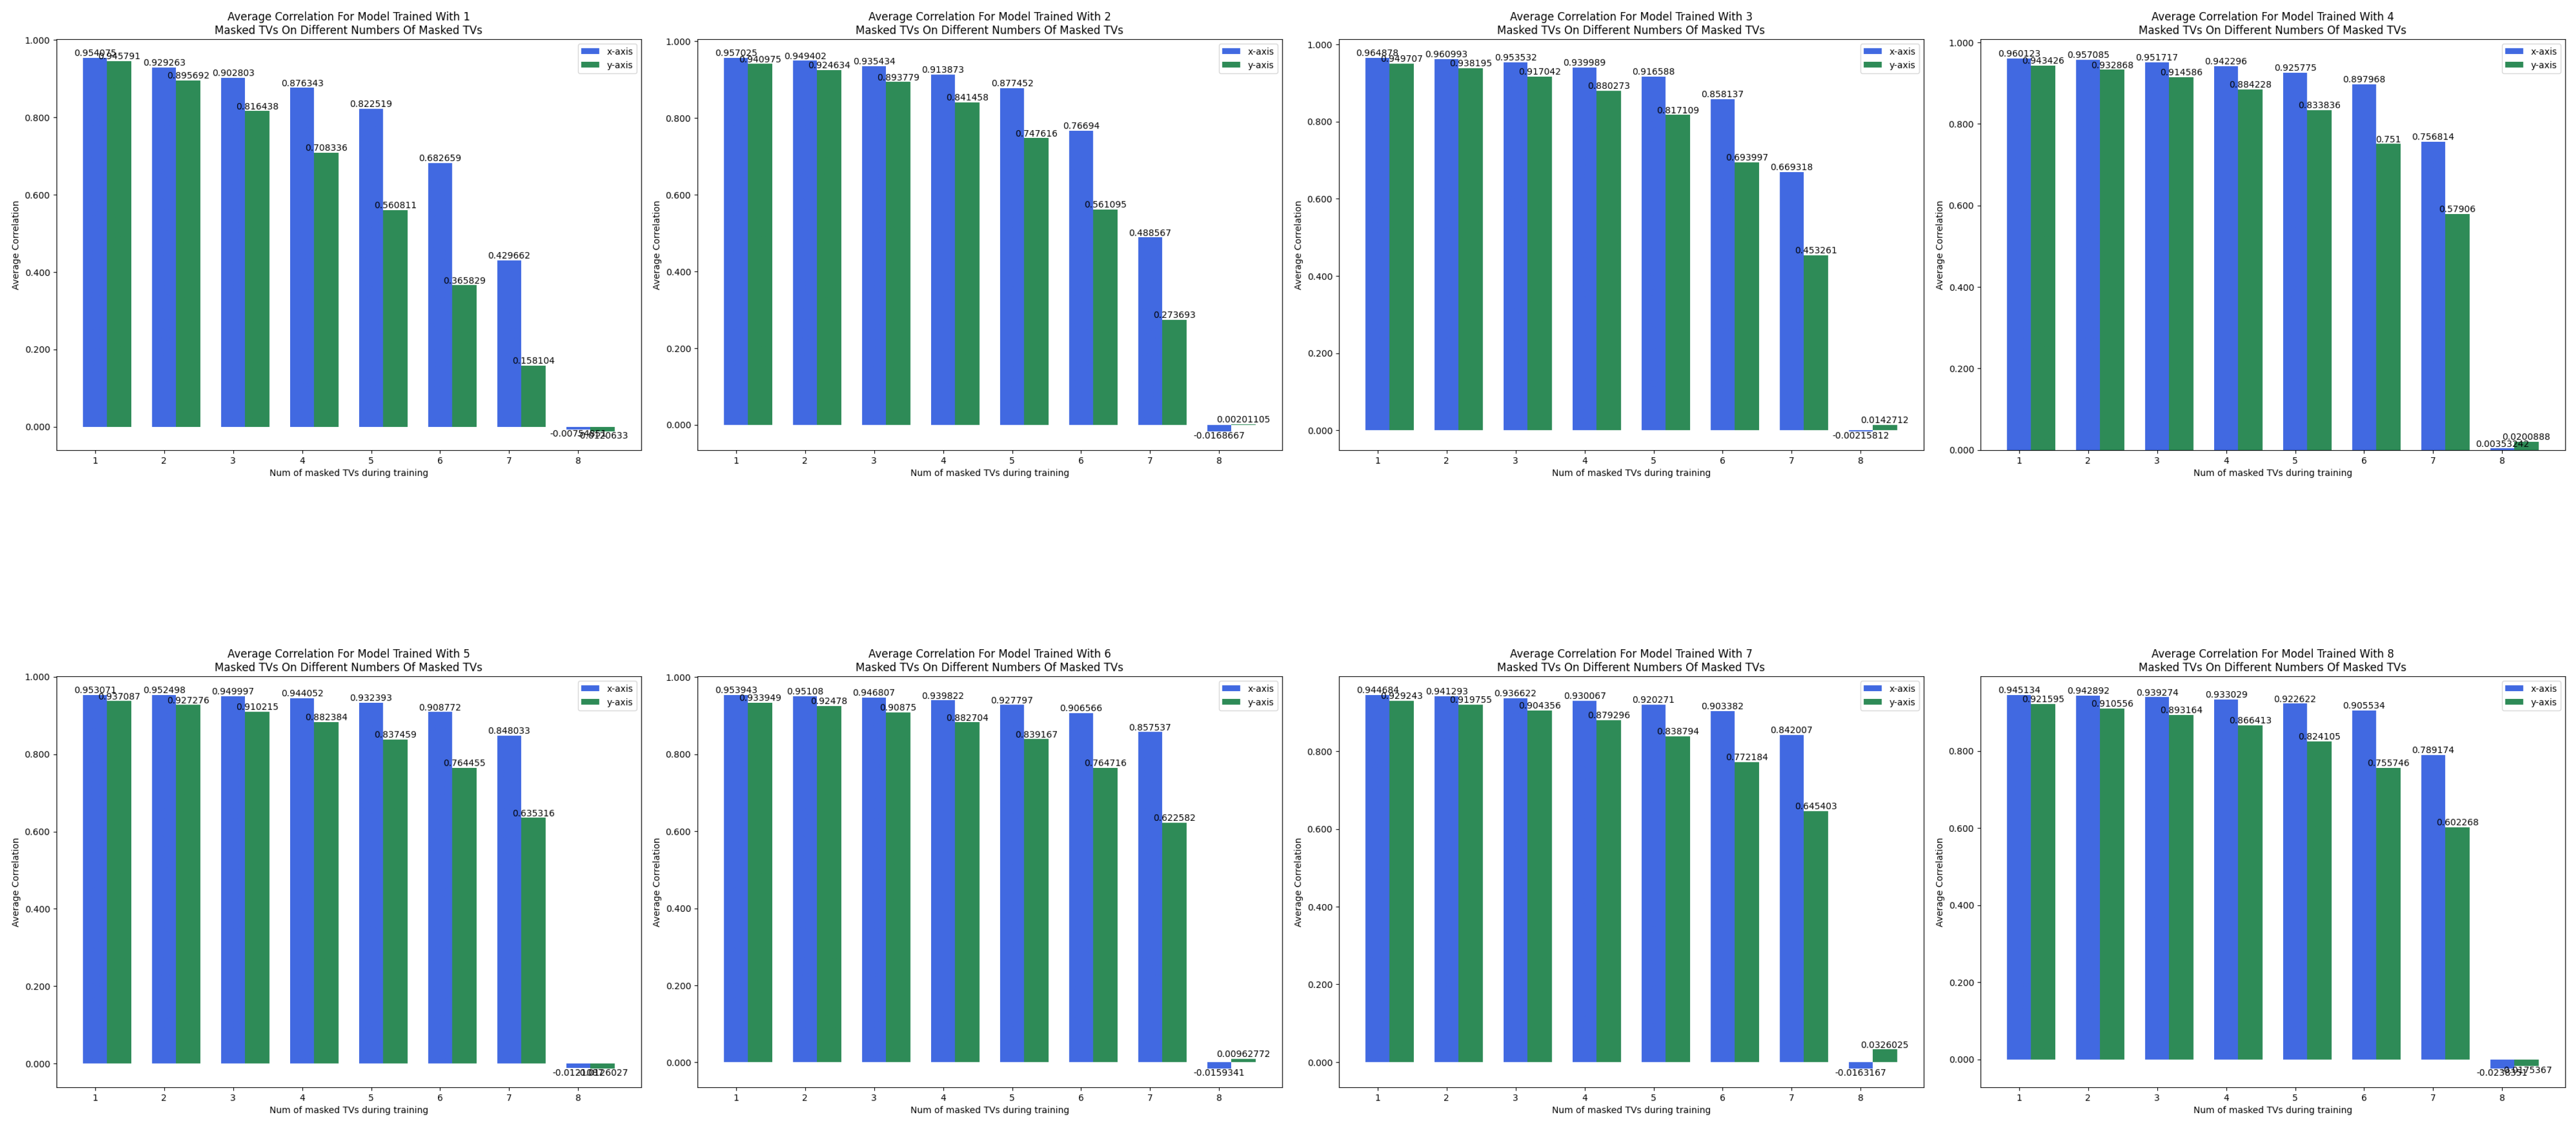 Average Correlation For Model Trained With 1
Masked TVs On Different Numbers Of Masked TVs
x-axis
y-axis
1.000
0.800
0.600
0.400
0.200
0.000
Average Correlation
0.954075
0.945791
0.929263
0.895692
0.902803
0.816438
0.876343
0.708336
0.822519
0.560811
0.682659
0.365829
0.429662
0.158104
1 2 3 4 5 6 7 8
Num of masked TVs during training
Average Correlation For Model Trained With 2
Masked TVs On Different Numbers Of Masked TVs
x-axis
y-axis
1.000
0.800
0.600
0.400
0.200
0.000
Average Correlation
0.957025
0.940975
0.949402
0.924634
0.935434
0.893779
0.913873
0.841458
0.877452
0.747616
0.76694
0.561095
0.488567
0.273693
-0.0168667
0.00201105
1 2 3 4 5 6 7 8
Num of masked TVs during training
Average Correlation For Model Trained With 3
Masked TVs On Different Numbers Of Masked TVs
x-axis
y-axis
1.000
0.800
0.600
0.400
0.200
0.000
Average Correlation
0.964878
0.949707
0.960993
0.938195
0.953532
0.917042
0.939989
0.880273
0.916588
0.817109
0.858137
0.693997
0.669318
0.453261
-0.00215812
0.0142712
1 2 3 4 5 6 7 8
Num of masked TVs during training
Average Correlation For Model Trained With 4
Masked TVs On Different Numbers Of Masked TVs
x-axis
y-axis
1.000
0.800
0.600
0.400
0.200
0.000
Average Correlation
0.960123
0.943426
0.957085
0.932868
0.951717
0.914586
0.942296
0.884228
0.925775
0.833836
0.897968
0.751
0.756814
0.57906
0.0200888
1 2 3 4 5 6 7 8
Num of masked TVs during training
Average Correlation For Model Trained With 5
Masked TVs On Different Numbers Of Masked TVs
x-axis
y-axis
1.000
0.800
0.600
0.400
0.200
0.000
Average Correlation
0.953071
0.937087
0.952498
0.927276
0.949997
0.910215
0.944052
0.882384
0.932393
0.837459
0.908772
0.764455
0.848033
0.635316
1 2 3 4 5 6 7 8
Num of masked TVs during training
Average Correlation For Model Trained With 6
Masked TVs On Different Numbers Of Masked TVs
x-axis
y-axis
1.000
0.800
0.600
0.400
0.200
0.000
Average Correlation
0.953943
0.933949
0.95108
0.92478
0.946807
0.90875
0.939822
0.882704
0.927797
0.839167
0.906566
0.764716
0.857537
0.622582
-0.0159341
0.00962772
1 2 3 4 5 6 7 8
Num of masked TVs during training
Average Correlation For Model Trained With 7
Masked TVs On Different Numbers Of Masked TVs
x-axis
y-axis
0.800
0.600
0.400
0.200
0.000
Average Correlation
0.944684
0.929243
0.941293
0.919755
0.936622
0.904356
0.930067
0.879296
0.920271
0.838794
0.903382
0.772184
0.842007
0.645403
-0.0163167
0.0326025
1 2 3 4 5 6 7 8
Num of masked TVs during training
Average Correlation For Model Trained With 8
Masked TVs On Different Numbers Of Masked TVs
x-axis
y-axis
0.800
0.600
0.400
0.200
0.000
Average Correlation
0.945134
0.921595
0.942892
0.910556
0.939274
0.893164
0.933029
0.866413
0.922622
0.824105
0.905534
0.755746
0.789174
0.602268
1 2 3 4 5 6 7 8
Num of masked TVs during training